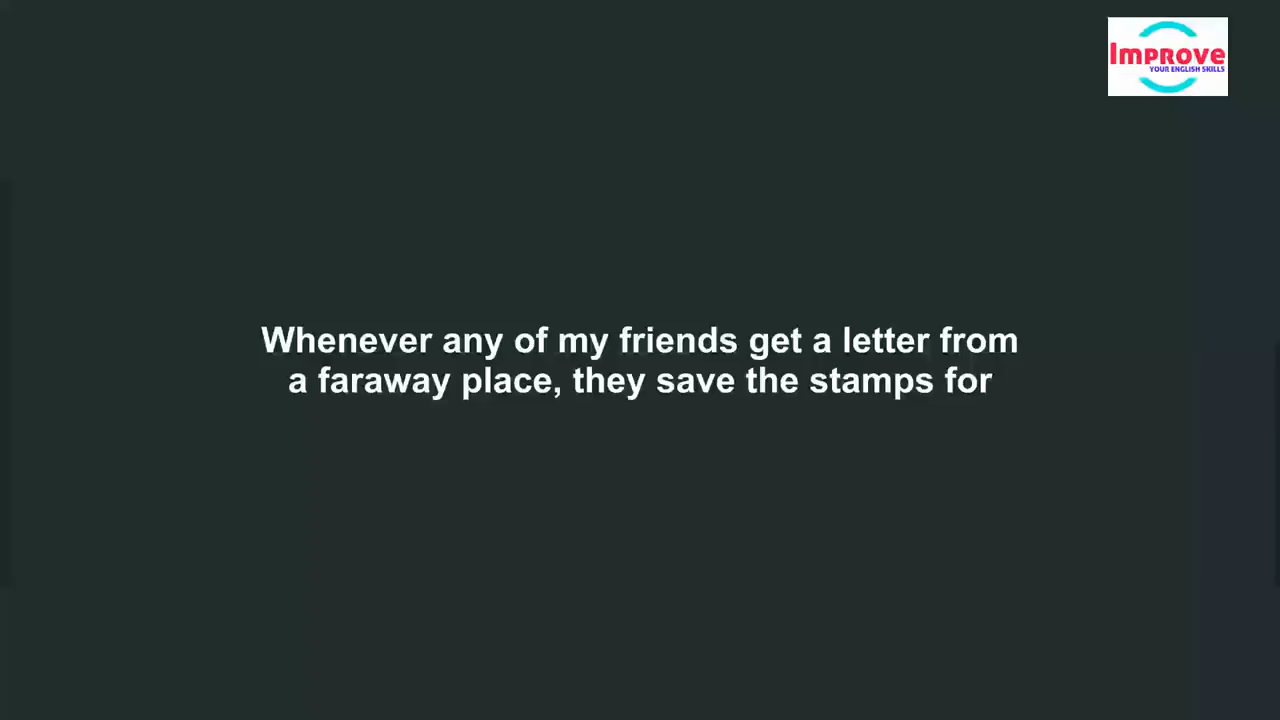 Improve
YOUR ENGLISH SKILLS
Whenever any of my friends get a letter from
a faraway place, they save the stamps for